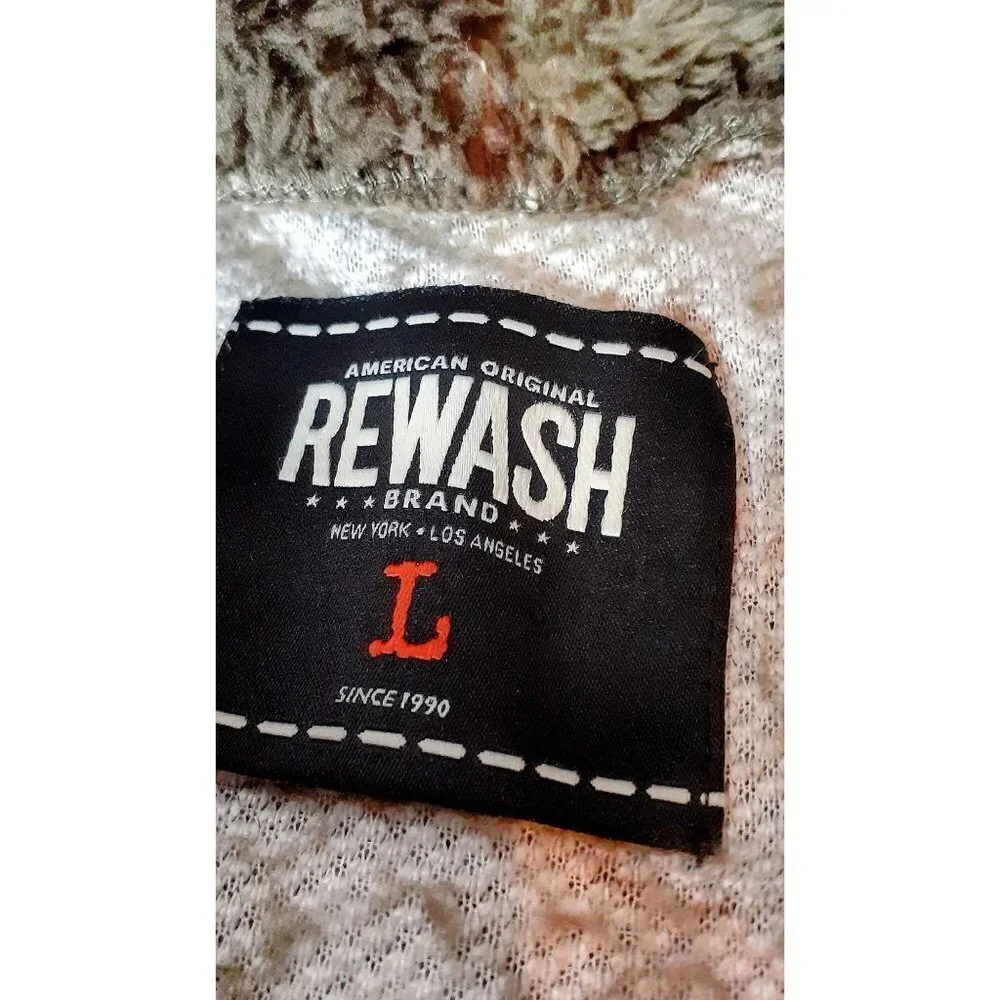 AMERICAN ORIGINAL
REWASH
BRAND
NEW YORK • LOS ANGELES
L
SINCE 1990